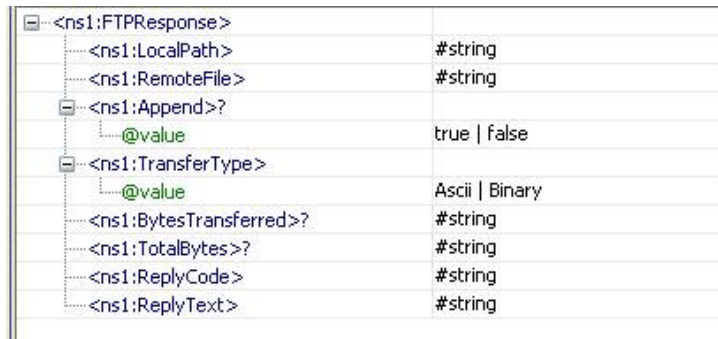 <ns1:FTPResponse>
<ns1:LocalPath> #string
<ns1:RemoteFile> #string
<ns1:Append>?
@value true | false
<ns1:TransferType>
@value Ascii | Binary
<ns1:BytesTransferred>? #string
<ns1:TotalBytes>? #string
<ns1:ReplyCode> #string
<ns1:ReplyText> #string